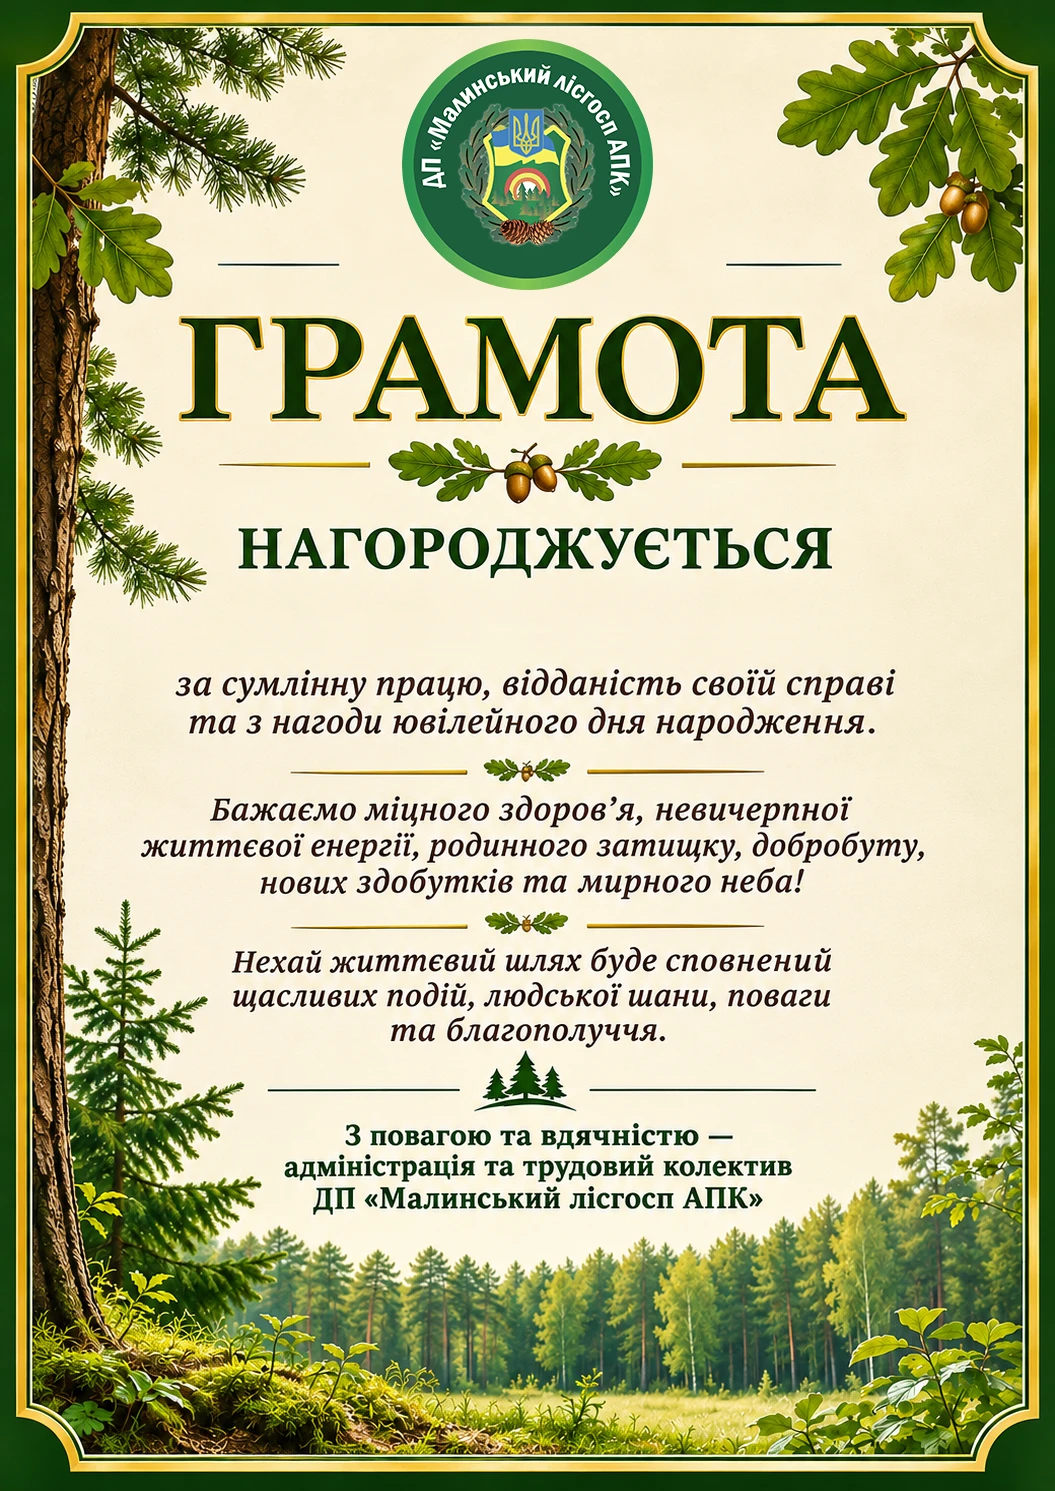 ДП «Малинський лісгосп АПК»
ГРАМОТА
НАГОРОДЖУЄТЬСЯ
за сумлінну працю, відданість своїй справі
та з нагоди ювілейного дня народження.
Бажаємо міцного здоров’я, невичерпної
життєвої енергії, родинного затишку, добробуту,
нових здобутків та мирного неба!
Нехай життєвий шлях буде сповнений
щасливих подій, людської шани, поваги
та благополуччя.
З повагою та вдячністю —
адміністрація та трудовий колектив
ДП «Малинський лісгосп АПК»